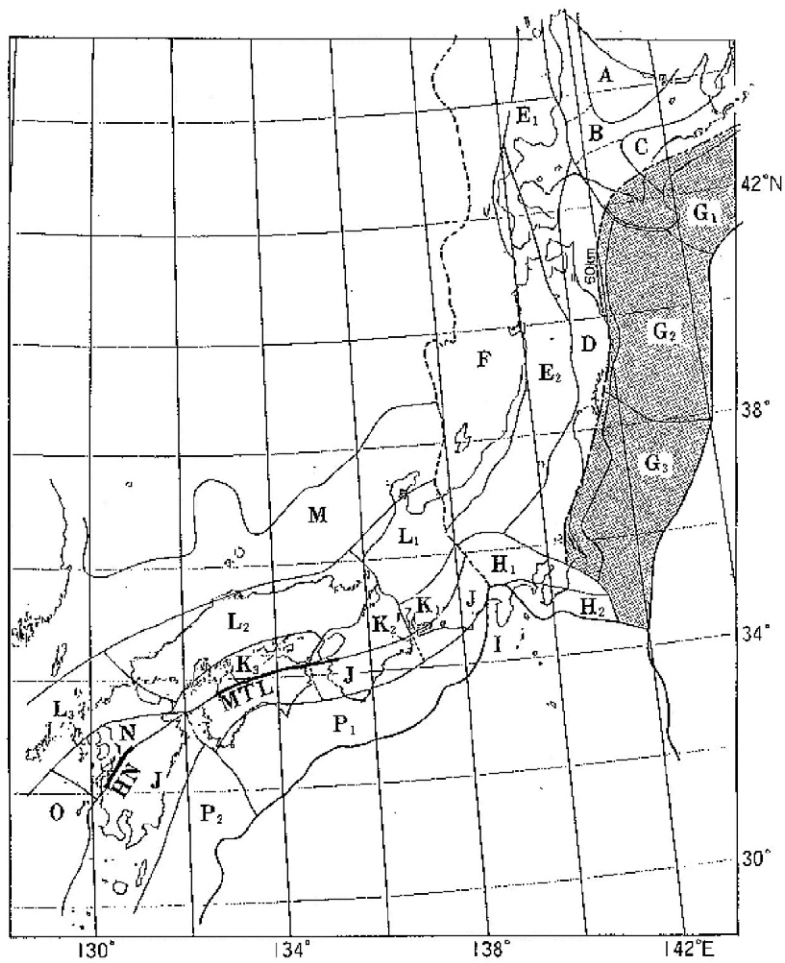 A
E₁
B
C
42°N
G₁
60km
G₂
F
E₂
D
38°
G₃
M
L₁
H₁
K₁
J
H₂
L₂
K₂
I
34°
K₃
J
MTL
L₃
P₁
N
HN
J
O
P₂
30°
130°
134°
138°
142°E